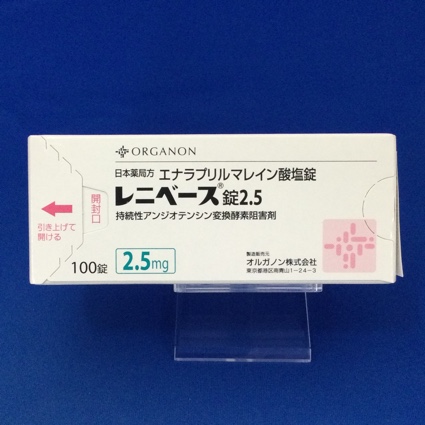 ORGANON
日本薬局方 エナラプリルマレイン酸塩錠
レニベース®錠2.5
持続性アンジオテンシン変換酵素阻害剤
開封口
引き上げて
開ける
100錠
2.5mg
製造販売元
オルガノン株式会社
東京都港区南青山1-24-3